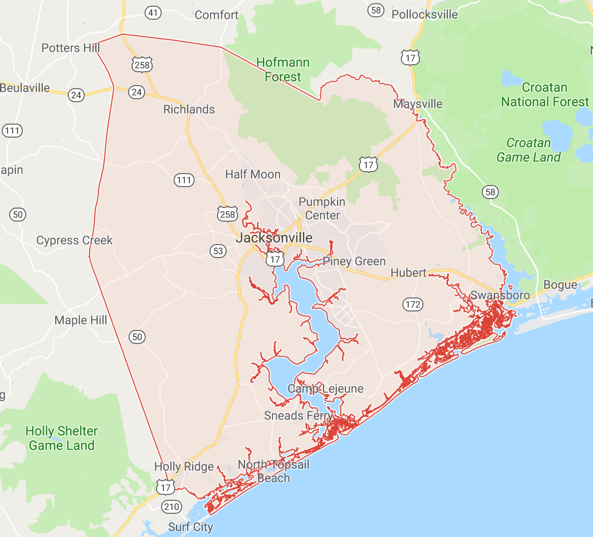 41
Comfort
58
Pollocksville
Potters Hill
17
258
Hofmann
Forest
Beulaville
24
24
Croatan
National Forest
Richlands
Maysville
111
Croatan
Game Land
apin
17
Half Moon
111
58
50
258
Pumpkin
Center
Cypress Creek
53
Jacksonville
17
Piney Green
Hubert
Swansboro
Bogue
172
Maple Hill
50
Camp Lejeune
Sneads Ferry
Holly Shelter
Game Land
Holly Ridge
North Topsail
Beach
17
210
Surf City